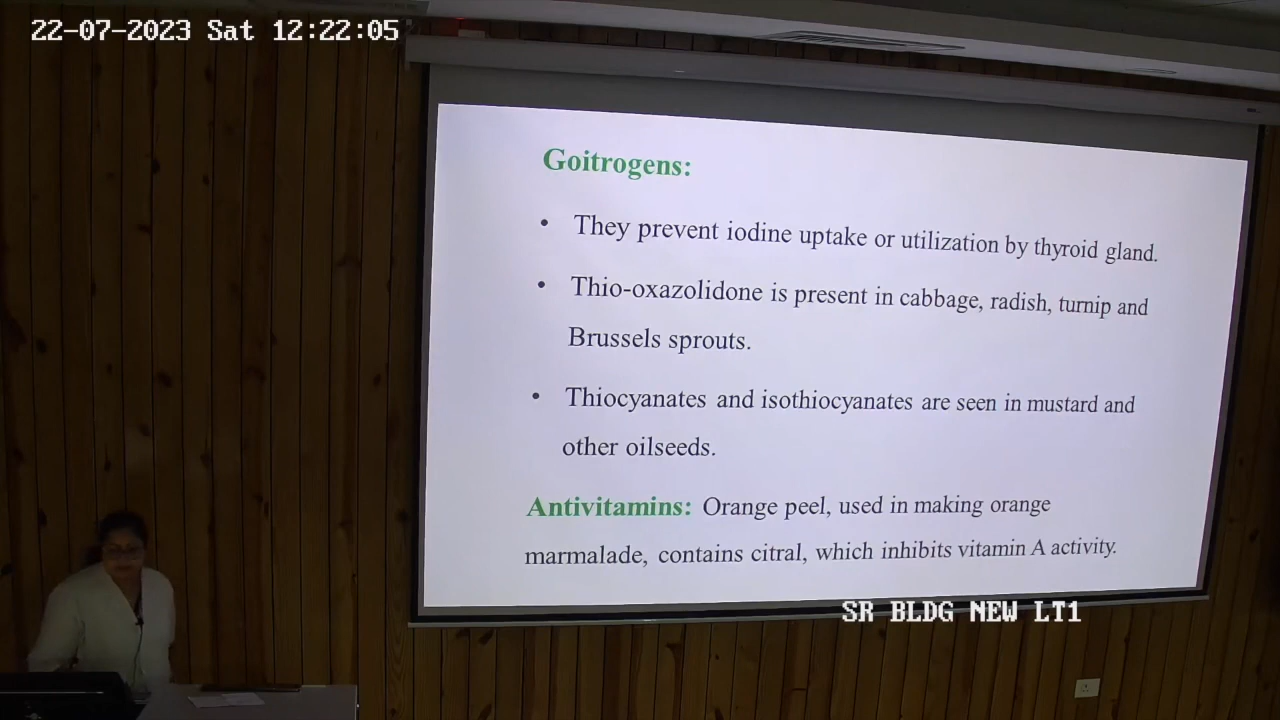 22-07-2023 Sat 12:22:05
Goitrogens:
• They prevent iodine uptake or utilization by thyroid gland.
• Thio-oxazolidone is present in cabbage, radish, turnip and
Brussels sprouts.
• Thiocyanates and isothiocyanates are seen in mustard and
other oilseeds.
Antivitamins: Orange peel, used in making orange
marmalade, contains citral, which inhibits vitamin A activity.
SR BLDG NEW LT1